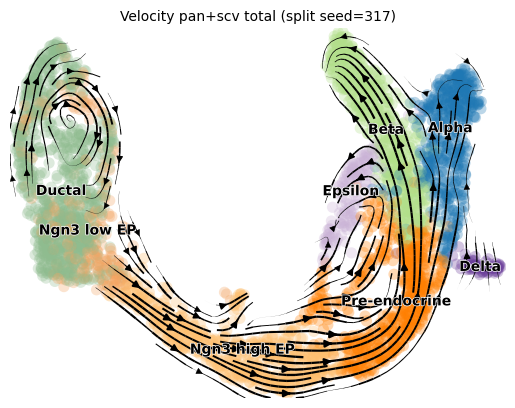 Velocity pan+scv total (split seed=317)
Beta
Alpha
Ductal
Epsilon
Ngn3 low EP
Delta
Pre-endocrine
Ngn3 high EP